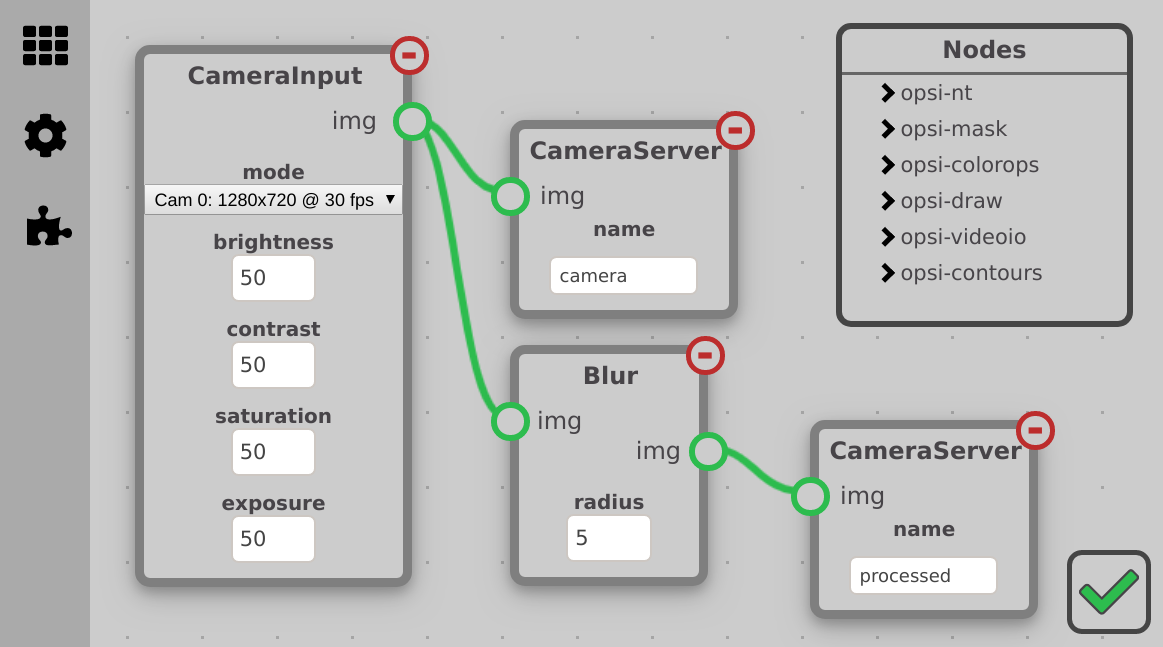 CameraInput
img
mode
Cam 0: 1280x720 @ 30 fps
brightness
50
contrast
50
saturation
50
exposure
50
CameraServer
img
name
camera
Blur
img
img
radius
5
CameraServer
img
name
processed
Nodes
opsi-nt
opsi-mask
opsi-colorops
opsi-draw
opsi-videoio
opsi-contours